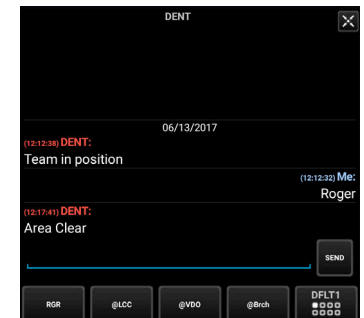 DENT
06/13/2017
(12:12:38) DENT:
Team in position
(12:12:32) Me:
Roger
(12:17:41) DENT:
Area Clear
SEND
RGR @LCC @VDO @Brch DFLT1